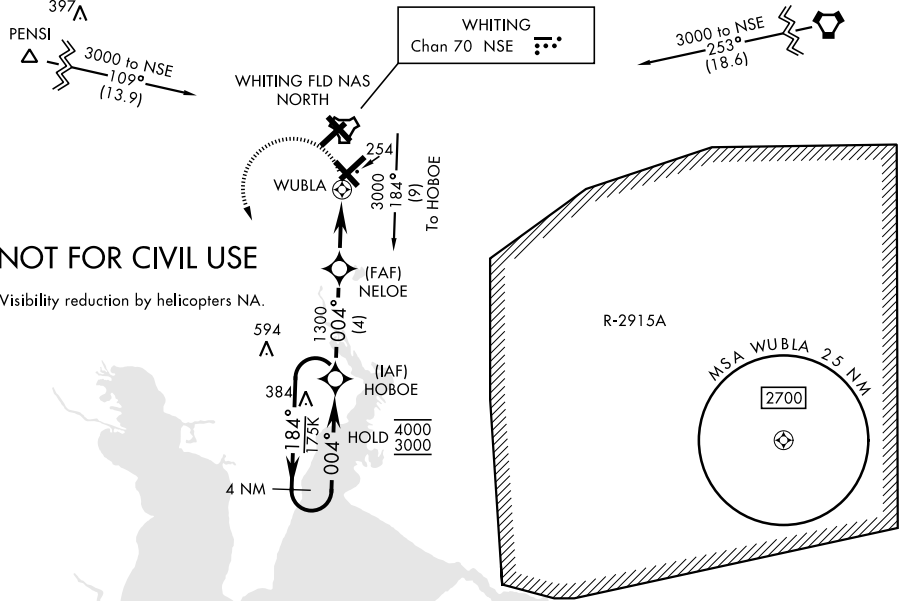 397
PENSI
3000 to NSE
109°
(13.9)
WHITING
Chan 70 NSE
3000 to NSE
253°
(18.6)
WHITING FLD NAS
NORTH
254
WUBLA
3000
184°
(9)
To HOBOE
NOT FOR CIVIL USE
Visibility reduction by helicopters NA.
(FAF)
NELOE
1300
004°
(4)
594
(IAF)
HOBOE
384
184°
175K
004°
HOLD 4000
3000
4 NM
R-2915A
MSA WUBLA 25 NM
2700